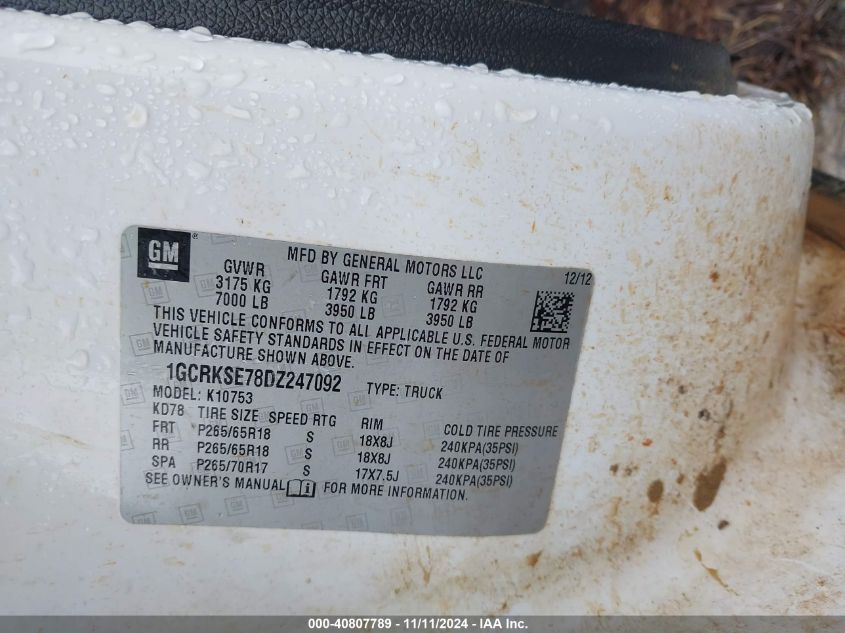 GM ®
MFD BY GENERAL MOTORS LLC
12/12
GVWR GAWR FRT GAWR RR
3175 KG 1792 KG 1792 KG
7000 LB 3950 LB 3950 LB
THIS VEHICLE CONFORMS TO ALL APPLICABLE U.S. FEDERAL MOTOR
VEHICLE SAFETY STANDARDS IN EFFECT ON THE DATE OF
MANUFACTURE SHOWN ABOVE.
1GCRKSE78DZ247092 TYPE: TRUCK
MODEL: K10753
KD78 TIRE SIZE SPEED RTG RIM COLD TIRE PRESSURE
FRT P265/65R18 S 18X8J 240KPA(35PSI)
RR P265/65R18 S 18X8J 240KPA(35PSI)
SPA P265/70R17 S 17X7.5J 240KPA(35PSI)
SEE OWNER'S MANUAL FOR MORE INFORMATION.
000-40807789 - 11/11/2024 - IAA Inc.